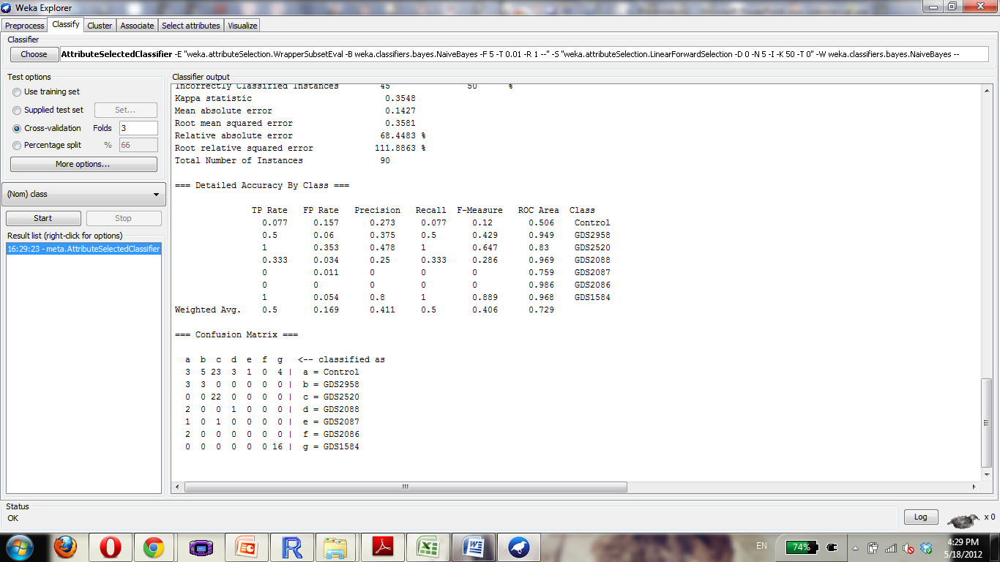 Weka Explorer
Preprocess Classify Cluster Associate Select attributes Visualize
Classifier
Choose AttributeSelectedClassifier -E "weka.attributeSelection.WrapperSubsetEval -B weka.classifiers.bayes.NaiveBayes -F 5 -T 0.01 -R 1 --" -S "weka.attributeSelection.LinearForwardSelection -D 0 -N 5 -I -K 50 -T 0" -W weka.classifiers.bayes.NaiveBayes --
Test options
Use training set
Supplied test set Set...
Cross-validation Folds 3
Percentage split % 66
More options...
(Nom) class
Start Stop
Result list (right-click for options)
16:29:23 - meta.AttributeSelectedClassifier
Classifier output
Incorrectly Classified Instances 45 50 %
Kappa statistic 0.3548
Mean absolute error 0.1427
Root mean squared error 0.3581
Relative absolute error 68.4483 %
Root relative squared error 111.8863 %
Total Number of Instances 90
=== Detailed Accuracy By Class ===
TP Rate FP Rate Precision Recall F-Measure ROC Area Class
0.077 0.157 0.273 0.077 0.12 0.506 Control
0.5 0.06 0.375 0.5 0.429 0.949 GDS2958
1 0.353 0.478 1 0.647 0.83 GDS2520
0.333 0.034 0.25 0.333 0.286 0.969 GDS2088
0 0.011 0 0 0 0.759 GDS2087
0 0 0 0 0 0.986 GDS2086
1 0.054 0.8 1 0.889 0.968 GDS1584
Weighted Avg. 0.5 0.169 0.411 0.5 0.406 0.729
=== Confusion Matrix ===
a b c d e f g <-- classified as
3 5 23 3 1 0 4 | a = Control
3 3 0 0 0 0 0 | b = GDS2958
0 0 22 0 0 0 0 | c = GDS2520
2 0 0 1 0 0 0 | d = GDS2088
1 0 1 0 0 0 0 | e = GDS2087
2 0 0 0 0 0 0 | f = GDS2086
0 0 0 0 0 0 16 | g = GDS1584
Status
OK
Log x 0
EN 74% 4:29 PM
5/18/2012